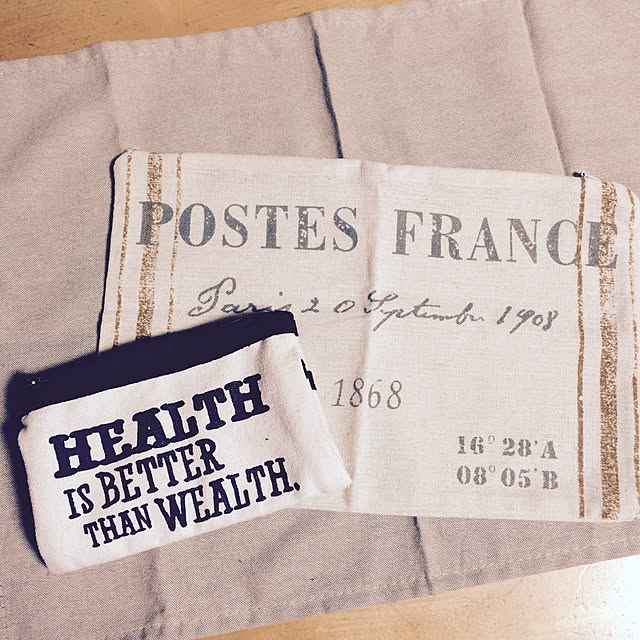 POSTES FRANCE
Paris 20 Septembre 1908
1868
16° 28'A
08° 05'B
HEALTH
IS BETTER
THAN WEALTH.